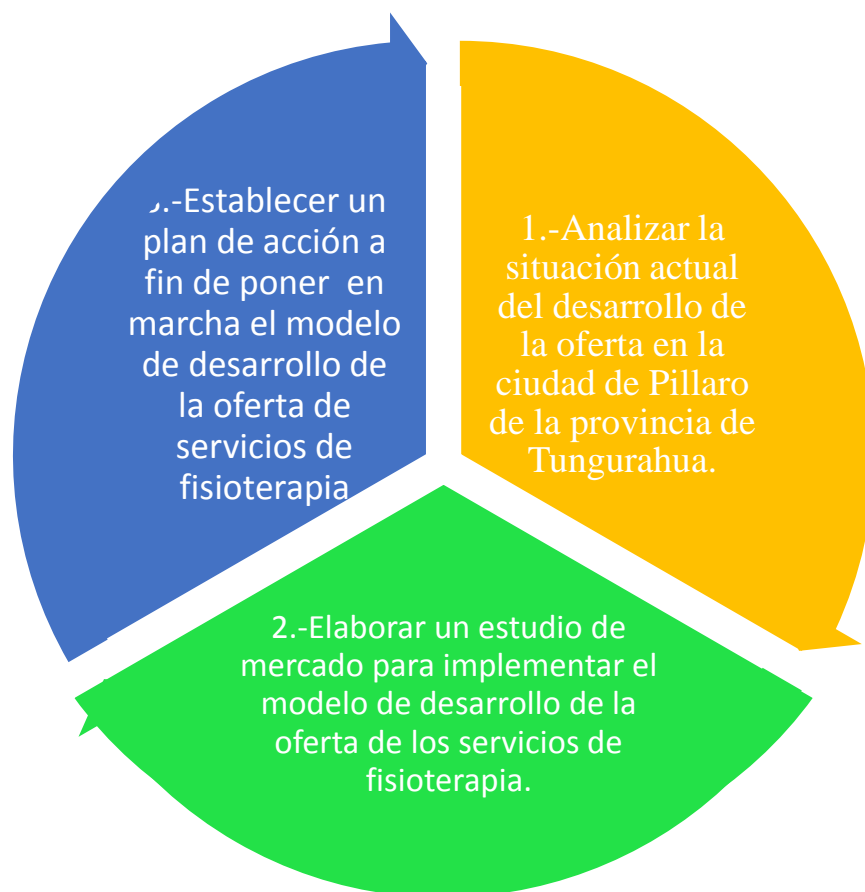 1.-Analizar la
situación actual
del desarrollo de
la oferta en la
ciudad de Pillaro
de la provincia de
Tungurahua.
2.-Elaborar un estudio de
mercado para implementar el
modelo de desarrollo de la
oferta de los servicios de
fisioterapia.
.-Establecer un
plan de acción a
fin de poner en
marcha el modelo
de desarrollo de
la oferta de
servicios de
fisioterapia